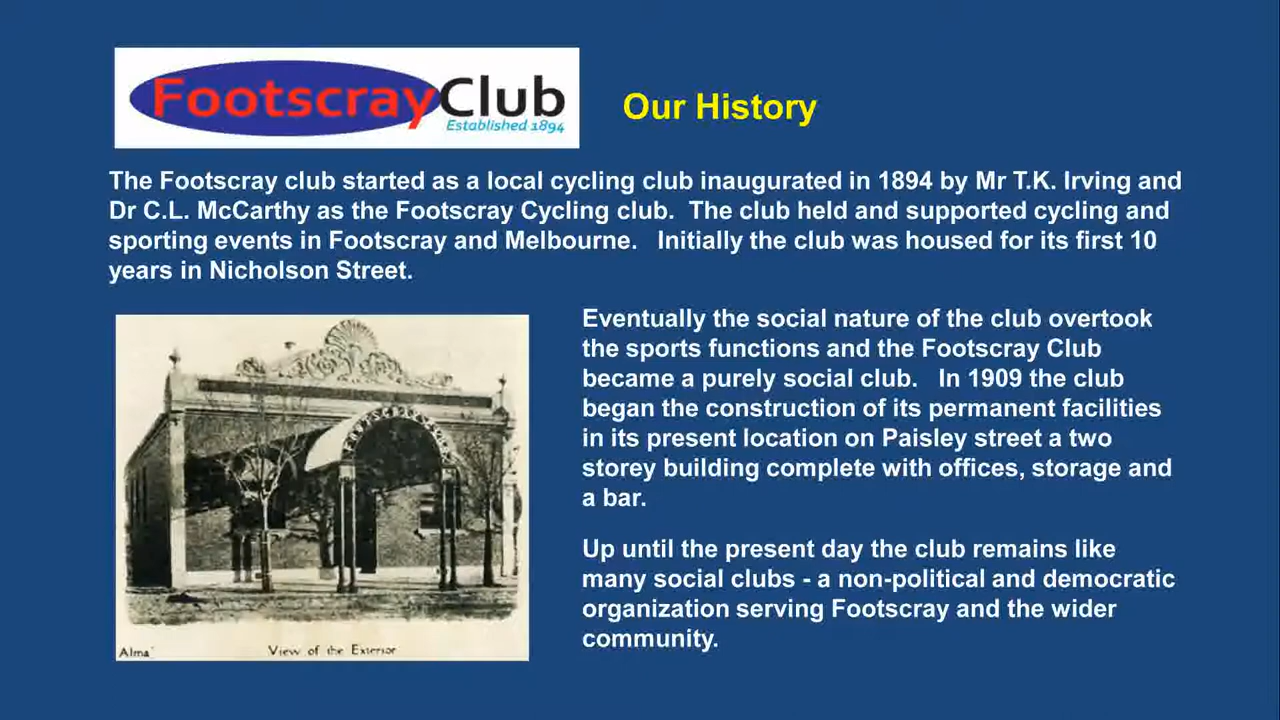 FootscrayClub
Established 1894
Our History
The Footscray club started as a local cycling club inaugurated in 1894 by Mr T.K. Irving and
Dr C.L. McCarthy as the Footscray Cycling club.  The club held and supported cycling and
sporting events in Footscray and Melbourne.   Initially the club was housed for its first 10
years in Nicholson Street.
Eventually the social nature of the club overtook
the sports functions and the Footscray Club
became a purely social club.   In 1909 the club
began the construction of its permanent facilities
in its present location on Paisley street a two
storey building complete with offices, storage and
a bar.
Up until the present day the club remains like
many social clubs - a non-political and democratic
organization serving Footscray and the wider
community.
FOOTSCRAY CLUB
Alma
View of the Exterior